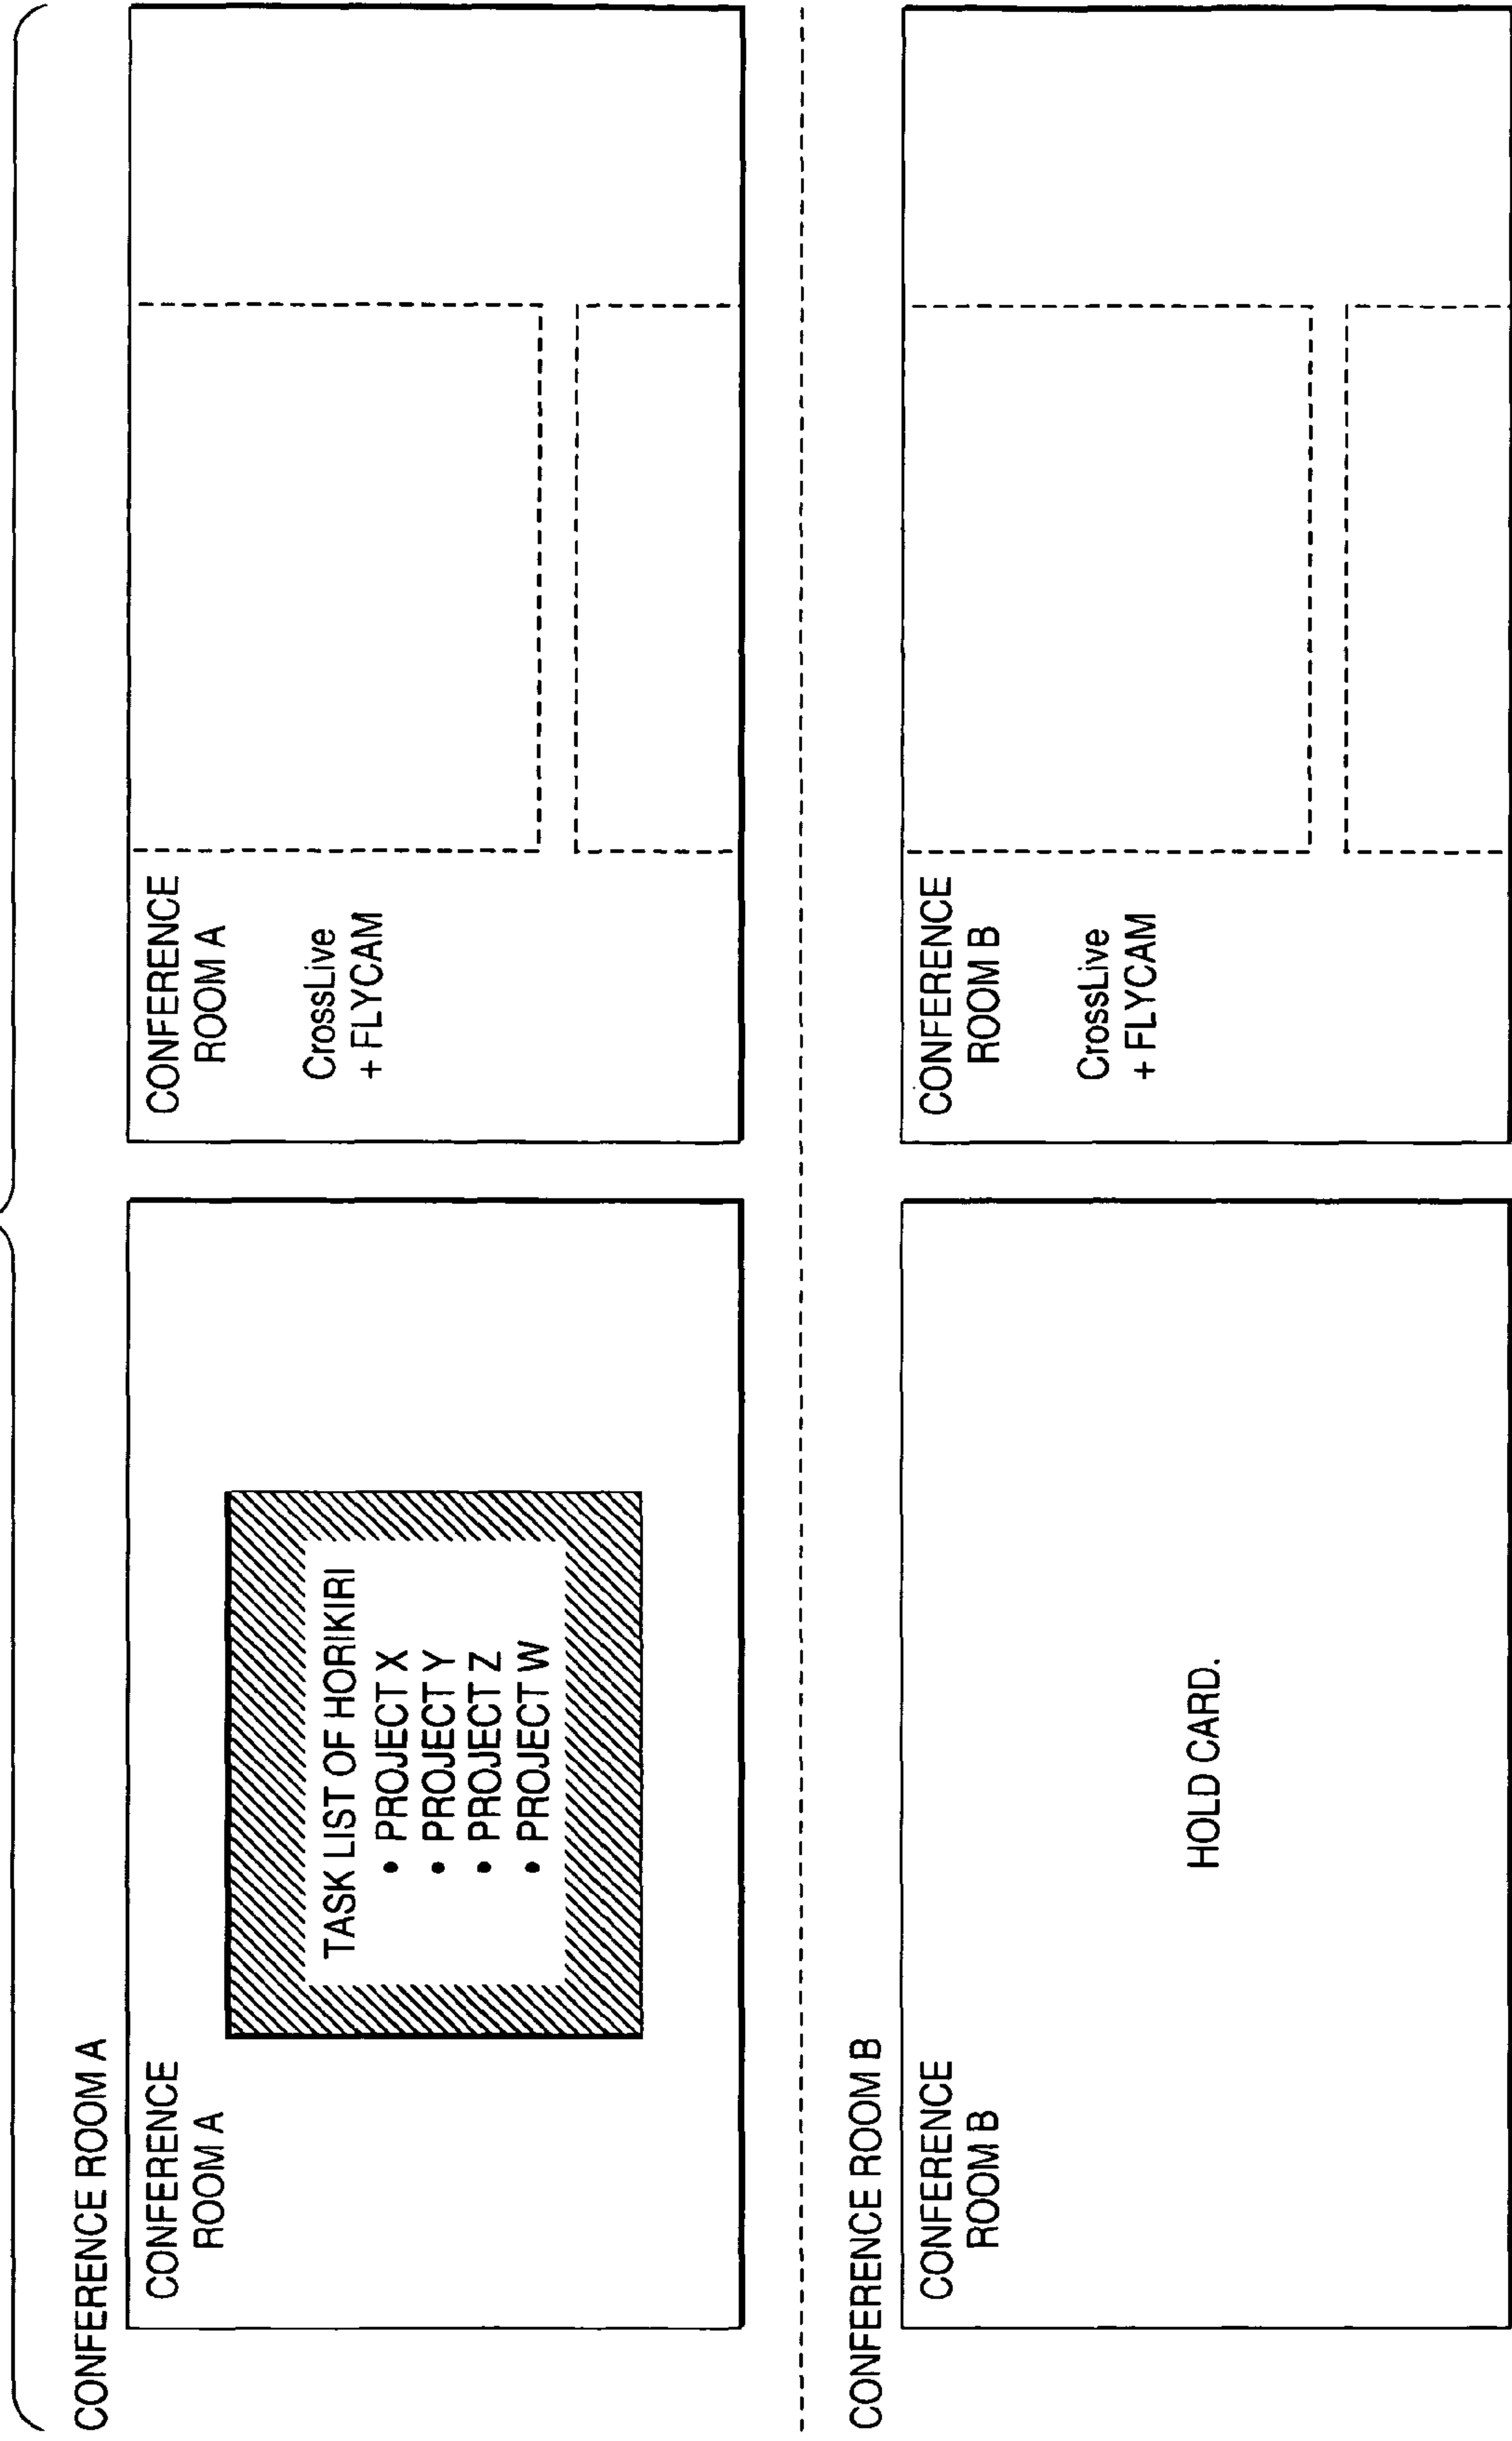 CONFERENCE ROOM A
CONFERENCE
ROOM A
TASK LIST OF HORIKIRI
• PROJECT X
• PROJECT Y
• PROJECT Z
• PROJECT W
CONFERENCE
ROOM A
CrossLive
+ FLYCAM
CONFERENCE ROOM B
CONFERENCE
ROOM B
HOLD CARD.
CONFERENCE
ROOM B
CrossLive
+ FLYCAM